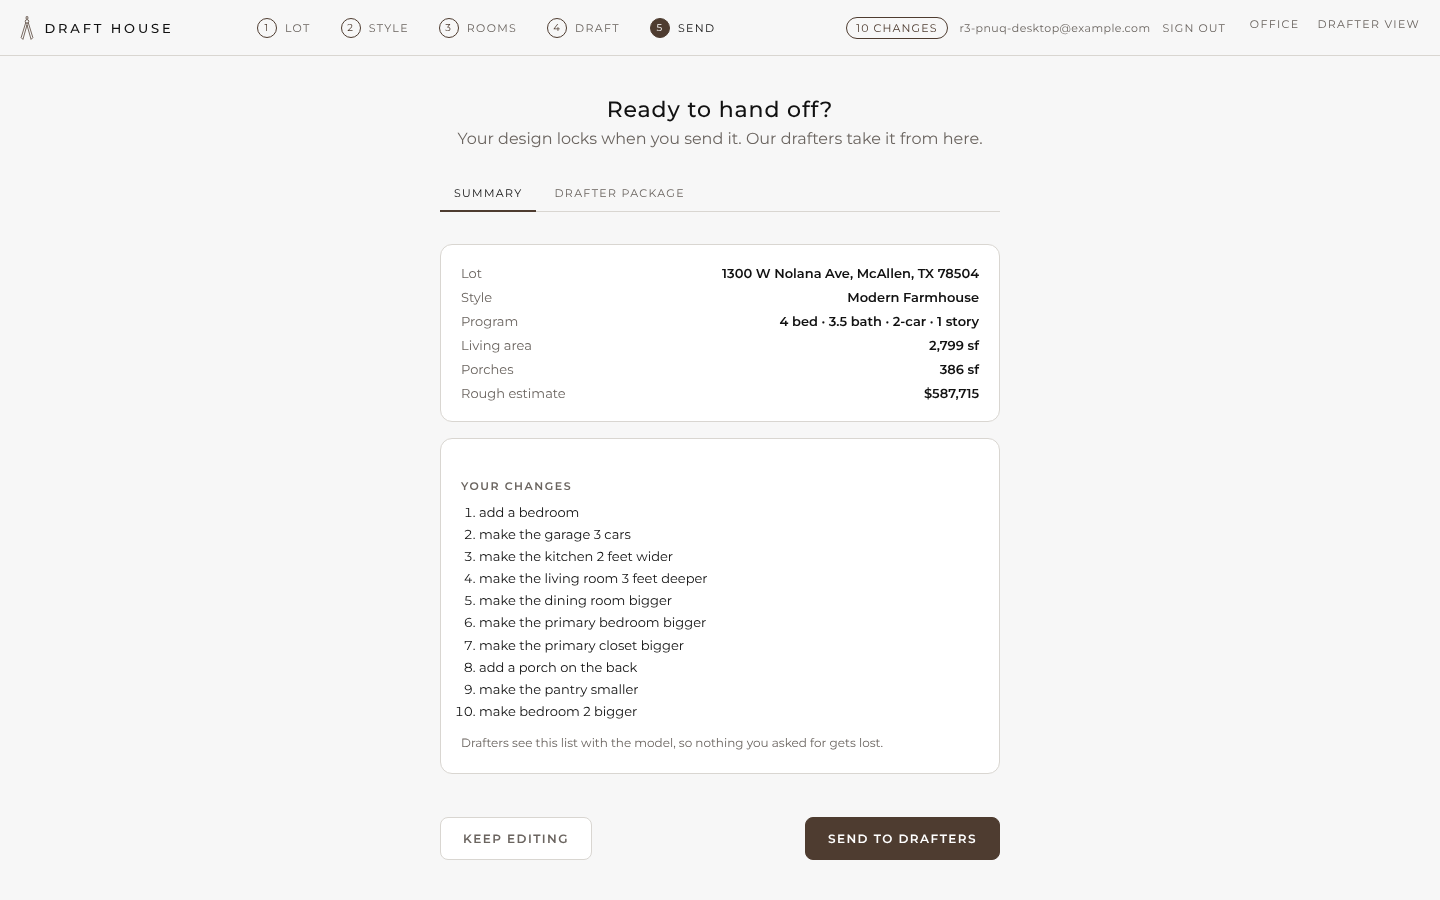 DRAFT HOUSE
1 LOT
2 STYLE
3 ROOMS
4 DRAFT
5 SEND
10 CHANGES
r3-pnuq-desktop@example.com
SIGN OUT
OFFICE
DRAFTER VIEW
Ready to hand off?
Your design locks when you send it. Our drafters take it from here.
SUMMARY
DRAFTER PACKAGE
Lot 1300 W Nolana Ave, McAllen, TX 78504
Style Modern Farmhouse
Program 4 bed · 3.5 bath · 2-car · 1 story
Living area 2,799 sf
Porches 386 sf
Rough estimate $587,715
YOUR CHANGES
1. add a bedroom
2. make the garage 3 cars
3. make the kitchen 2 feet wider
4. make the living room 3 feet deeper
5. make the dining room bigger
6. make the primary bedroom bigger
7. make the primary closet bigger
8. add a porch on the back
9. make the pantry smaller
10. make bedroom 2 bigger
Drafters see this list with the model, so nothing you asked for gets lost.
KEEP EDITING
SEND TO DRAFTERS